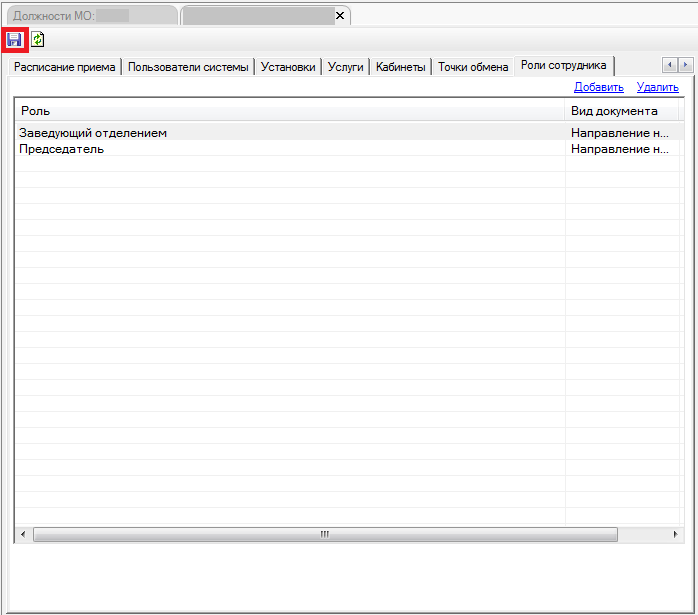 Должности МО:
Расписание приема Пользователи системы Установки Услуги Кабинеты Точки обмена Роли сотрудника
Добавить Удалить
Роль Вид документа
Заведующий отделением Направление н...
Председатель Направление н...